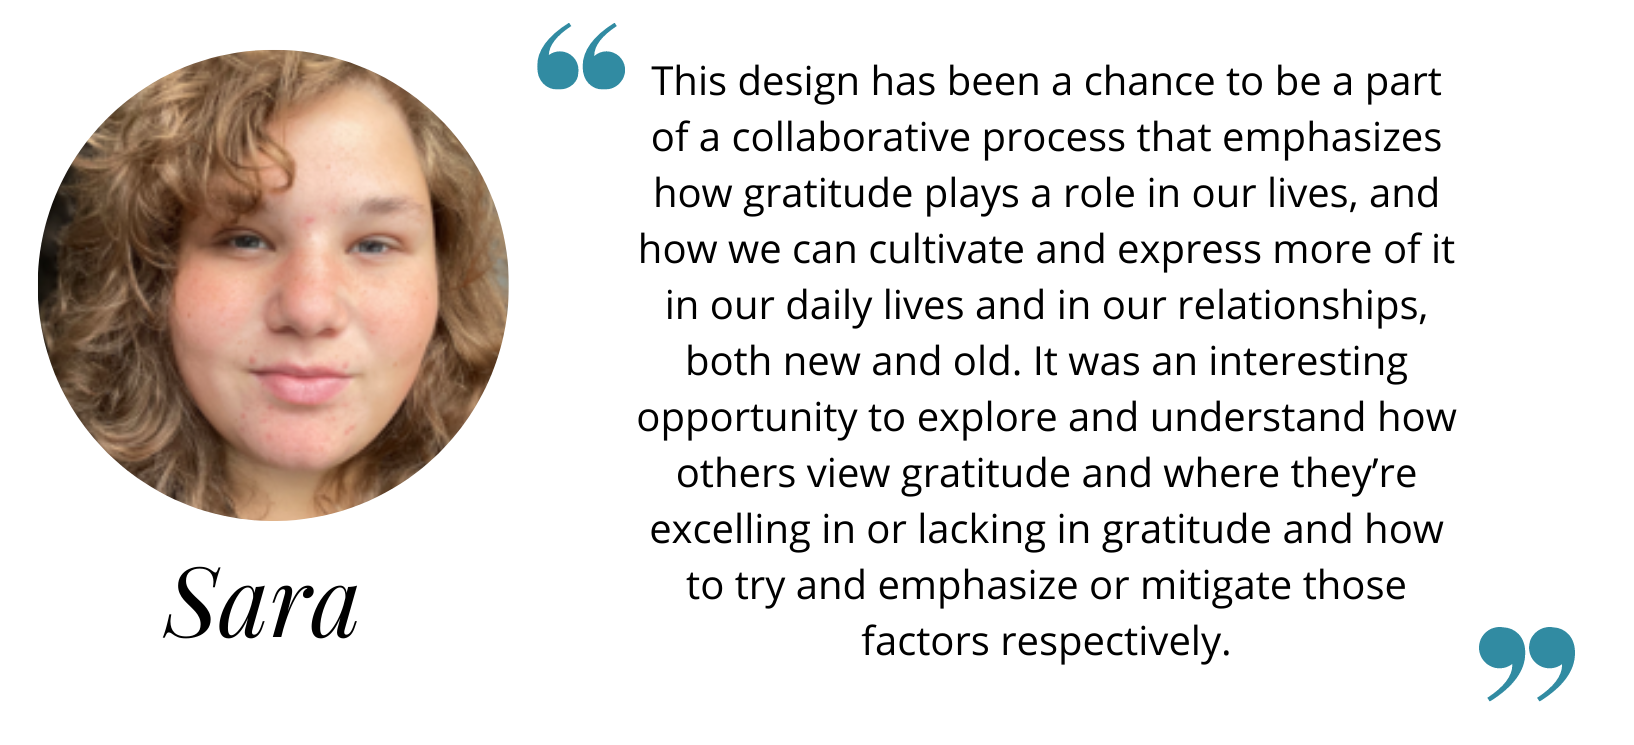 “
This design has been a chance to be a part
of a collaborative process that emphasizes
how gratitude plays a role in our lives, and
how we can cultivate and express more of it
in our daily lives and in our relationships,
both new and old. It was an interesting
opportunity to explore and understand how
others view gratitude and where they’re
excelling in or lacking in gratitude and how
to try and emphasize or mitigate those
factors respectively.
”
Sara